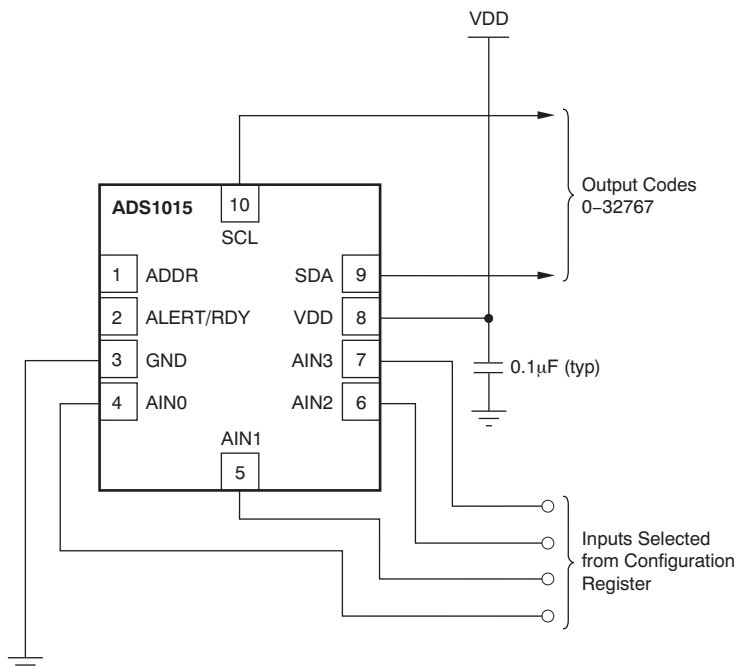 VDD
Output Codes
0–32767
ADS1015
10
SCL
1 ADDR
SDA 9
2 ALERT/RDY
VDD 8
3 GND
AIN3 7
0.1µF (typ)
4 AIN0
AIN2 6
AIN1
5
Inputs Selected
from Configuration
Register